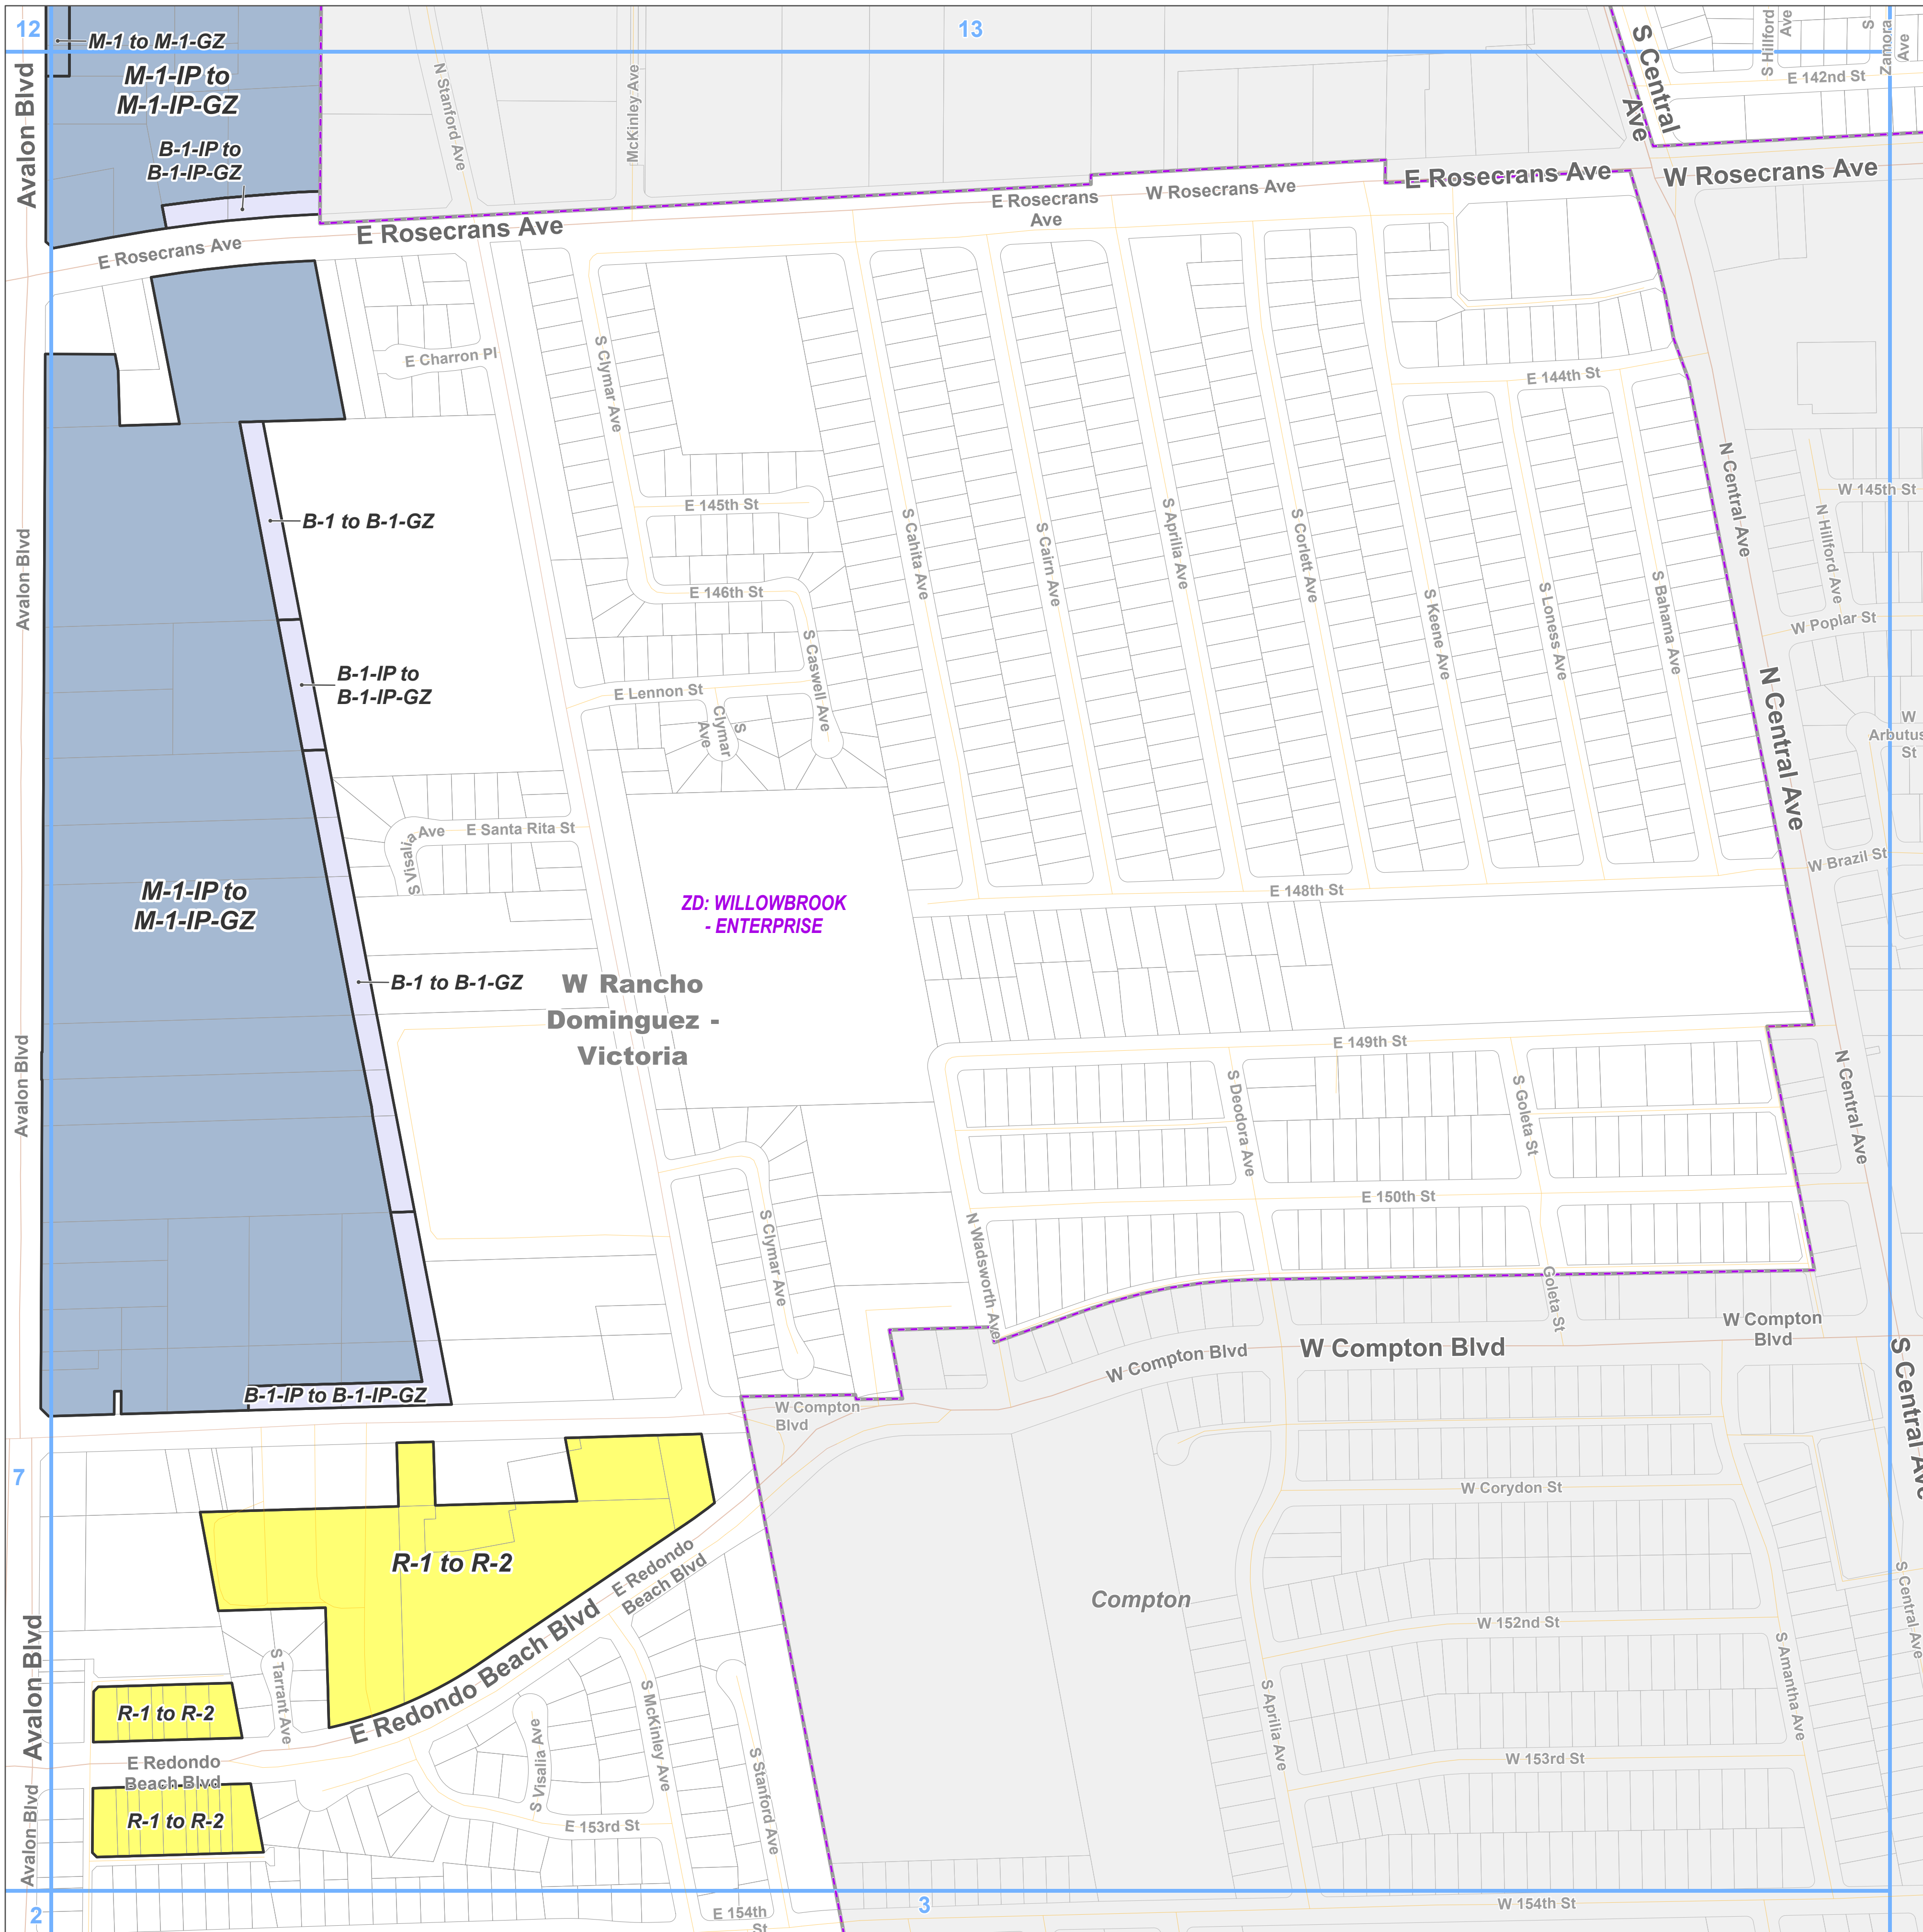 12
13
M-1 to M-1-GZ
M-1-IP to
M-1-IP-GZ
B-1-IP to
B-1-IP-GZ
Avalon Blvd
N Stanford Ave
McKinley Ave
S Central
Ave
S Hillford
Ave
S
Zamora
Ave
E 142nd St
E Rosecrans Ave
E Rosecrans Ave
E Rosecrans
Ave
W Rosecrans Ave
E Rosecrans Ave
W Rosecrans Ave
E Charron Pl
S Clymar Ave
E 144th St
N Central Ave
W 145th St
N Hillford Ave
E 145th St
S Cahita Ave
S Cairn Ave
S Aprilia Ave
S Corlett Ave
S Keene Ave
S Loness Ave
S Bahama Ave
B-1 to B-1-GZ
Avalon Blvd
E 146th St
W Poplar St
B-1-IP to
B-1-IP-GZ
E Lennon St
S Caswell Ave
S
Clymar
Ave
N Central Ave
W
Arbutus
St
E Santa Rita St
S Visalia
Ave
W Brazil St
M-1-IP to
M-1-IP-GZ
ZD: WILLOWBROOK
- ENTERPRISE
E 148th St
B-1 to B-1-GZ
W Rancho
Dominguez -
Victoria
Avalon Blvd
E 149th St
S Deodora Ave
S Goleta St
N Central Ave
E 150th St
S Clymar Ave
N Wadsworth Ave
Goleta St
W Compton Blvd
W Compton Blvd
W Compton
Blvd
S Central Ave
B-1-IP to B-1-IP-GZ
W Compton
Blvd
7
W Corydon St
R-1 to R-2
E Redondo
Beach Blvd
Compton
S Central Ave
Avalon Blvd
E Redondo Beach Blvd
W 152nd St
S Tarrant Ave
S McKinley Ave
S Aprilia Ave
S Amantha Ave
R-1 to R-2
E Redondo
Beach Blvd
S Visalia Ave
S Stanford Ave
W 153rd St
Avalon Blvd
R-1 to R-2
E 153rd St
2
3
E 154th
St
W 154th St